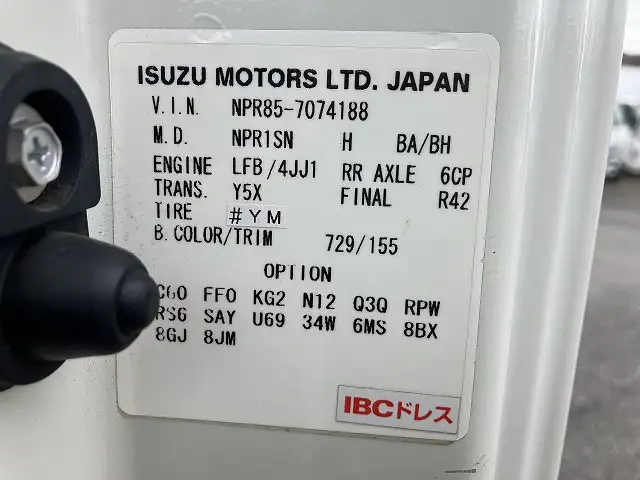 ISUZU MOTORS LTD. JAPAN
V.I.N. NPR85-7074188
M.D. NPR1SN H BA/BH
ENGINE LFB/4JJ1 RR AXLE 6CP
TRANS. Y5X FINAL R42
TIRE #YM
B.COLOR/TRIM 729/155
OPTION
C60 FF0 KG2 N12 Q3Q RPW
RS6 SAY U69 34W 6MS 8BX
8GJ 8JM
IBCドレス